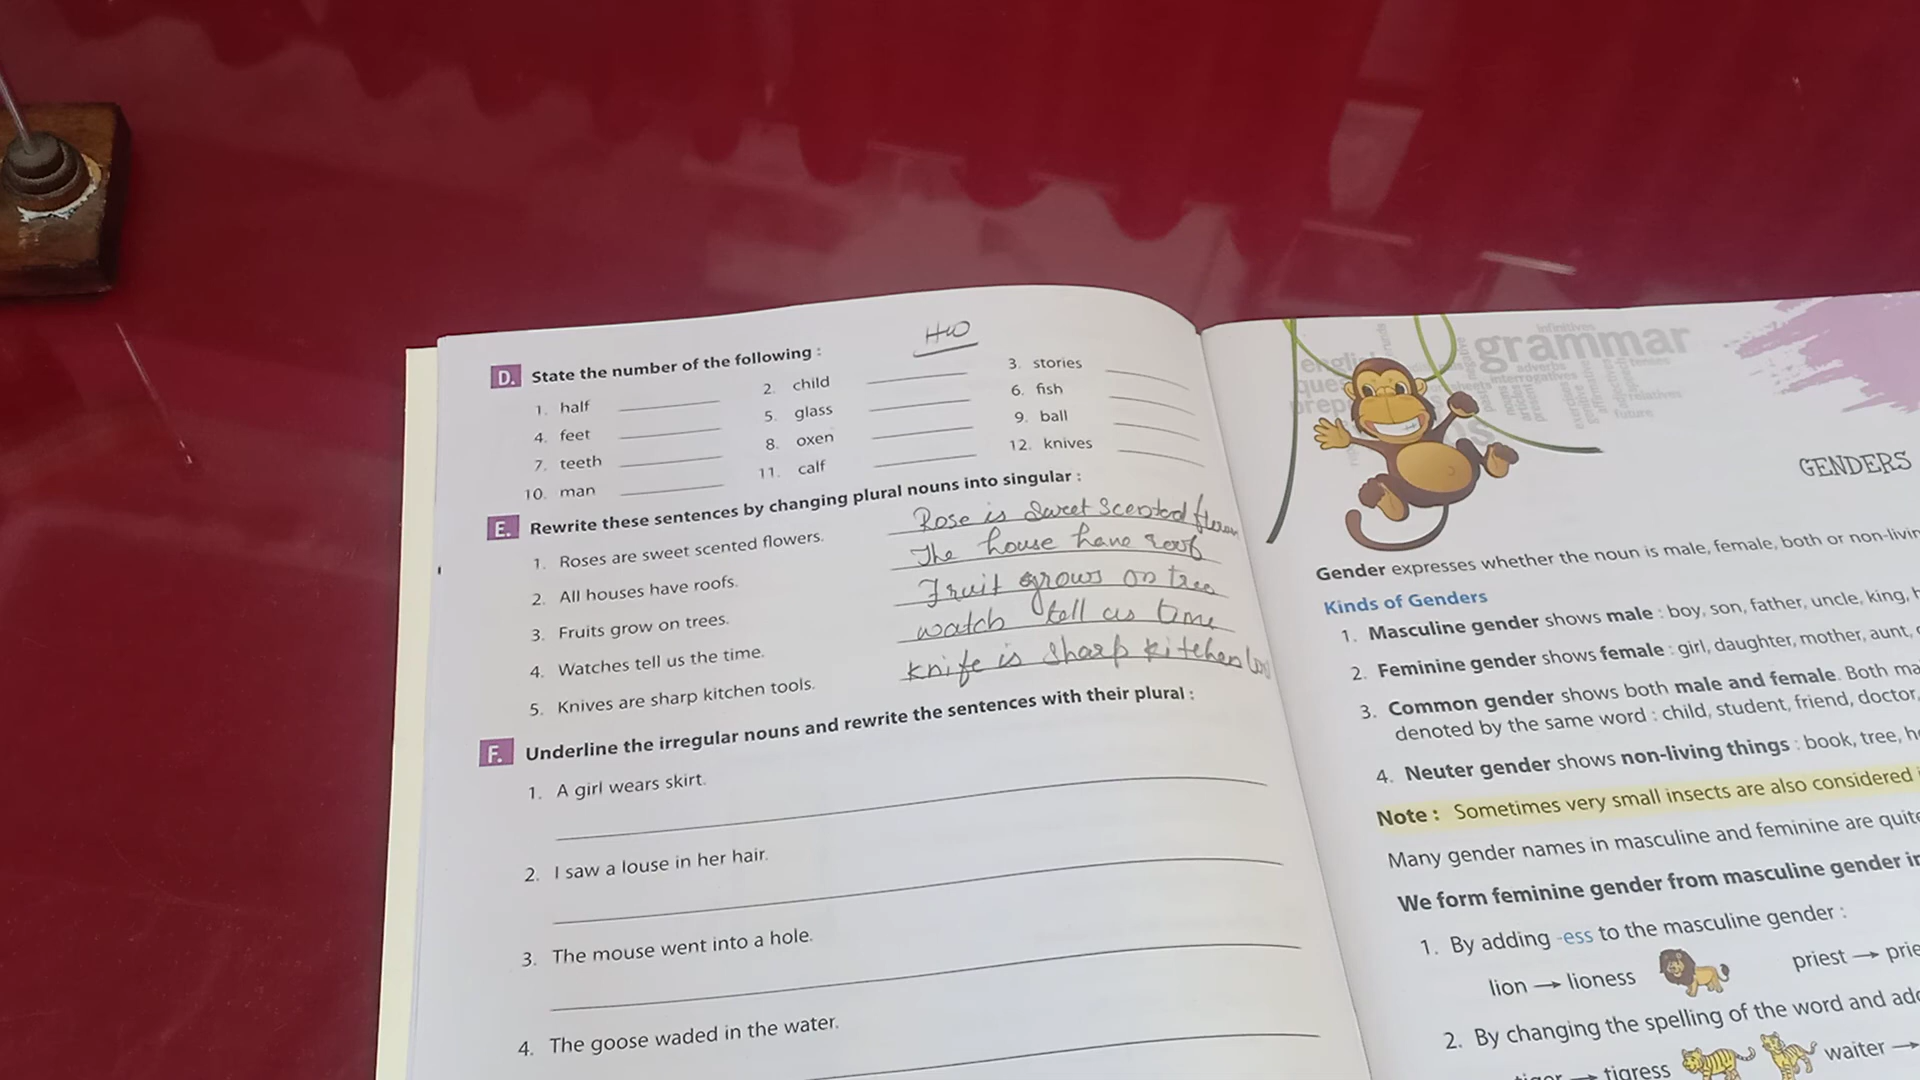 HW
D. State the number of the following :
1. half 2. child 3. stories
4. feet 5. glass 6. fish
7. teeth 8. oxen 9. ball
10. man 11. calf 12. knives
E. Rewrite these sentences by changing plural nouns into singular :
1. Roses are sweet scented flowers. Rose is sweet scented flower
2. All houses have roofs. The house have roof
3. Fruits grow on trees. Fruit grows on tree
4. Watches tell us the time. watch tell us time
5. Knives are sharp kitchen tools. knife is sharp kitchen
F. Underline the irregular nouns and rewrite the sentences with their plural :
1. A girl wears skirt.
2. I saw a louse in her hair.
3. The mouse went into a hole.
4. The goose waded in the water.
infinitives
grammar
adverbs
interrogatives
relatives
future
GENDERS
Gender expresses whether the noun is male, female, both or
Kinds of Genders
1. Masculine gender shows male : boy, son, father, uncle, king,
2. Feminine gender shows female : girl, daughter, mother, aunt,
3. Common gender shows both male and female. Both
denoted by the same word : child, student, friend, doctor,
4. Neuter gender shows non-living things : book, tree,
Note : Sometimes very small insects are also considered
Many gender names in masculine and feminine are
We form feminine gender from masculine gender
1. By adding -ess to the masculine gender :
lion → lioness priest →
2. By changing the spelling of the word and
→ tigress waiter →